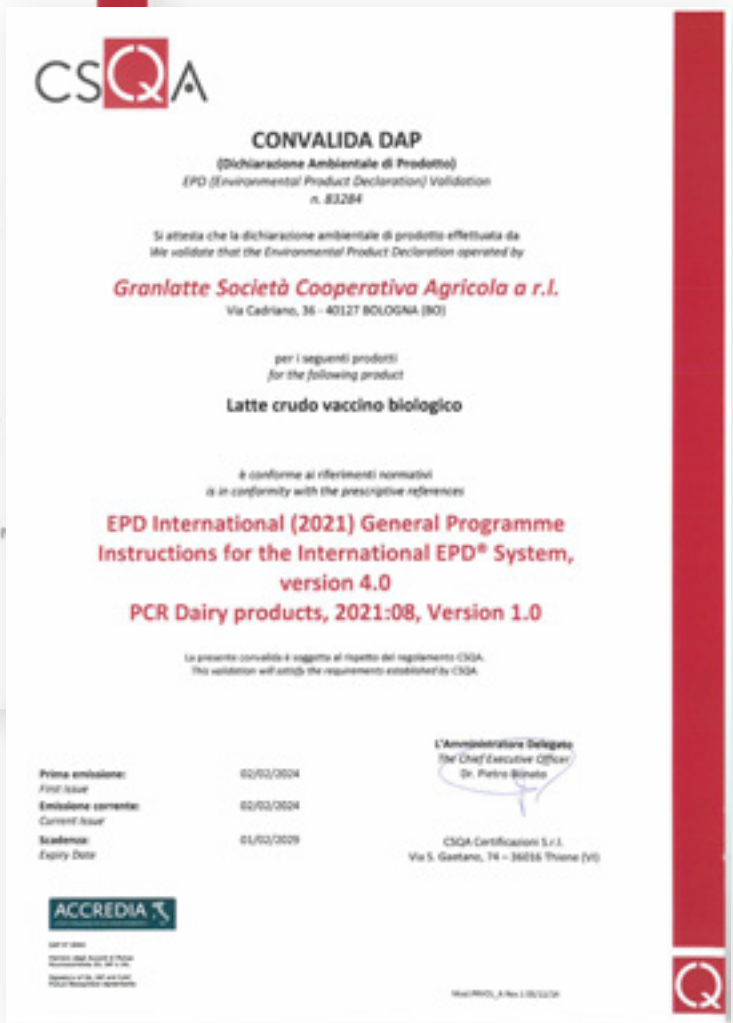 CSQA
CONVALIDA DAP
(Dichiarazione Ambientale di Prodotto)
EPD (Environmental Product Declaration) Validation
n. 83284
Si attesta che la dichiarazione ambientale di prodotto effettuata da
We validate that the Environmental Product Declaration operated by
Granlatte Società Cooperativa Agricola a r.l.
Via Cadriano, 36 - 40127 BOLOGNA (BO)
per i seguenti prodotti
for the following product
Latte crudo vaccino biologico
è conforme ai riferimenti normativi
is in conformity with the prescriptive references
EPD International (2021) General Programme
Instructions for the International EPD® System,
version 4.0
PCR Dairy products, 2021:08, Version 1.0
La presente convalida è soggetta al rispetto del regolamento CSQA.
This validation will satisfy the requirements established by CSQA
L'Amministratore Delegato
The Chief Executive Officer
Dr. Pietro Bonato
Prima emissione: 02/02/2024
First Issue
Emissione corrente: 02/02/2024
Current Issue
Scadenza: 01/02/2029
Expiry Date
CSQA Certificazioni S.r.l.
Via S. Gaetano, 74 – 36016 Thiene (VI)
ACCREDIA
Q